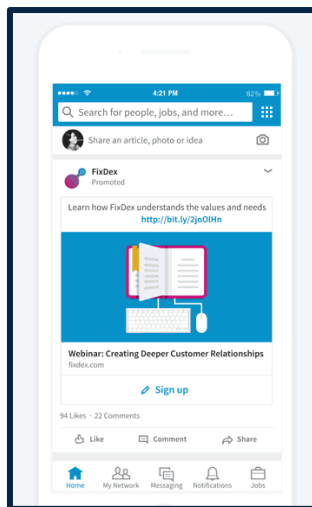 4:21 PM
82%
Search for people, jobs, and more...
Share an article, photo or idea
FixDex
Promoted
Learn how FixDex understands the values and needs
http://bit.ly/2joOlHn
Webinar: Creating Deeper Customer Relationships
fixdex.com
Sign up
94 Likes · 22 Comments
Like Comment Share
Home My Network Messaging Notifications Jobs